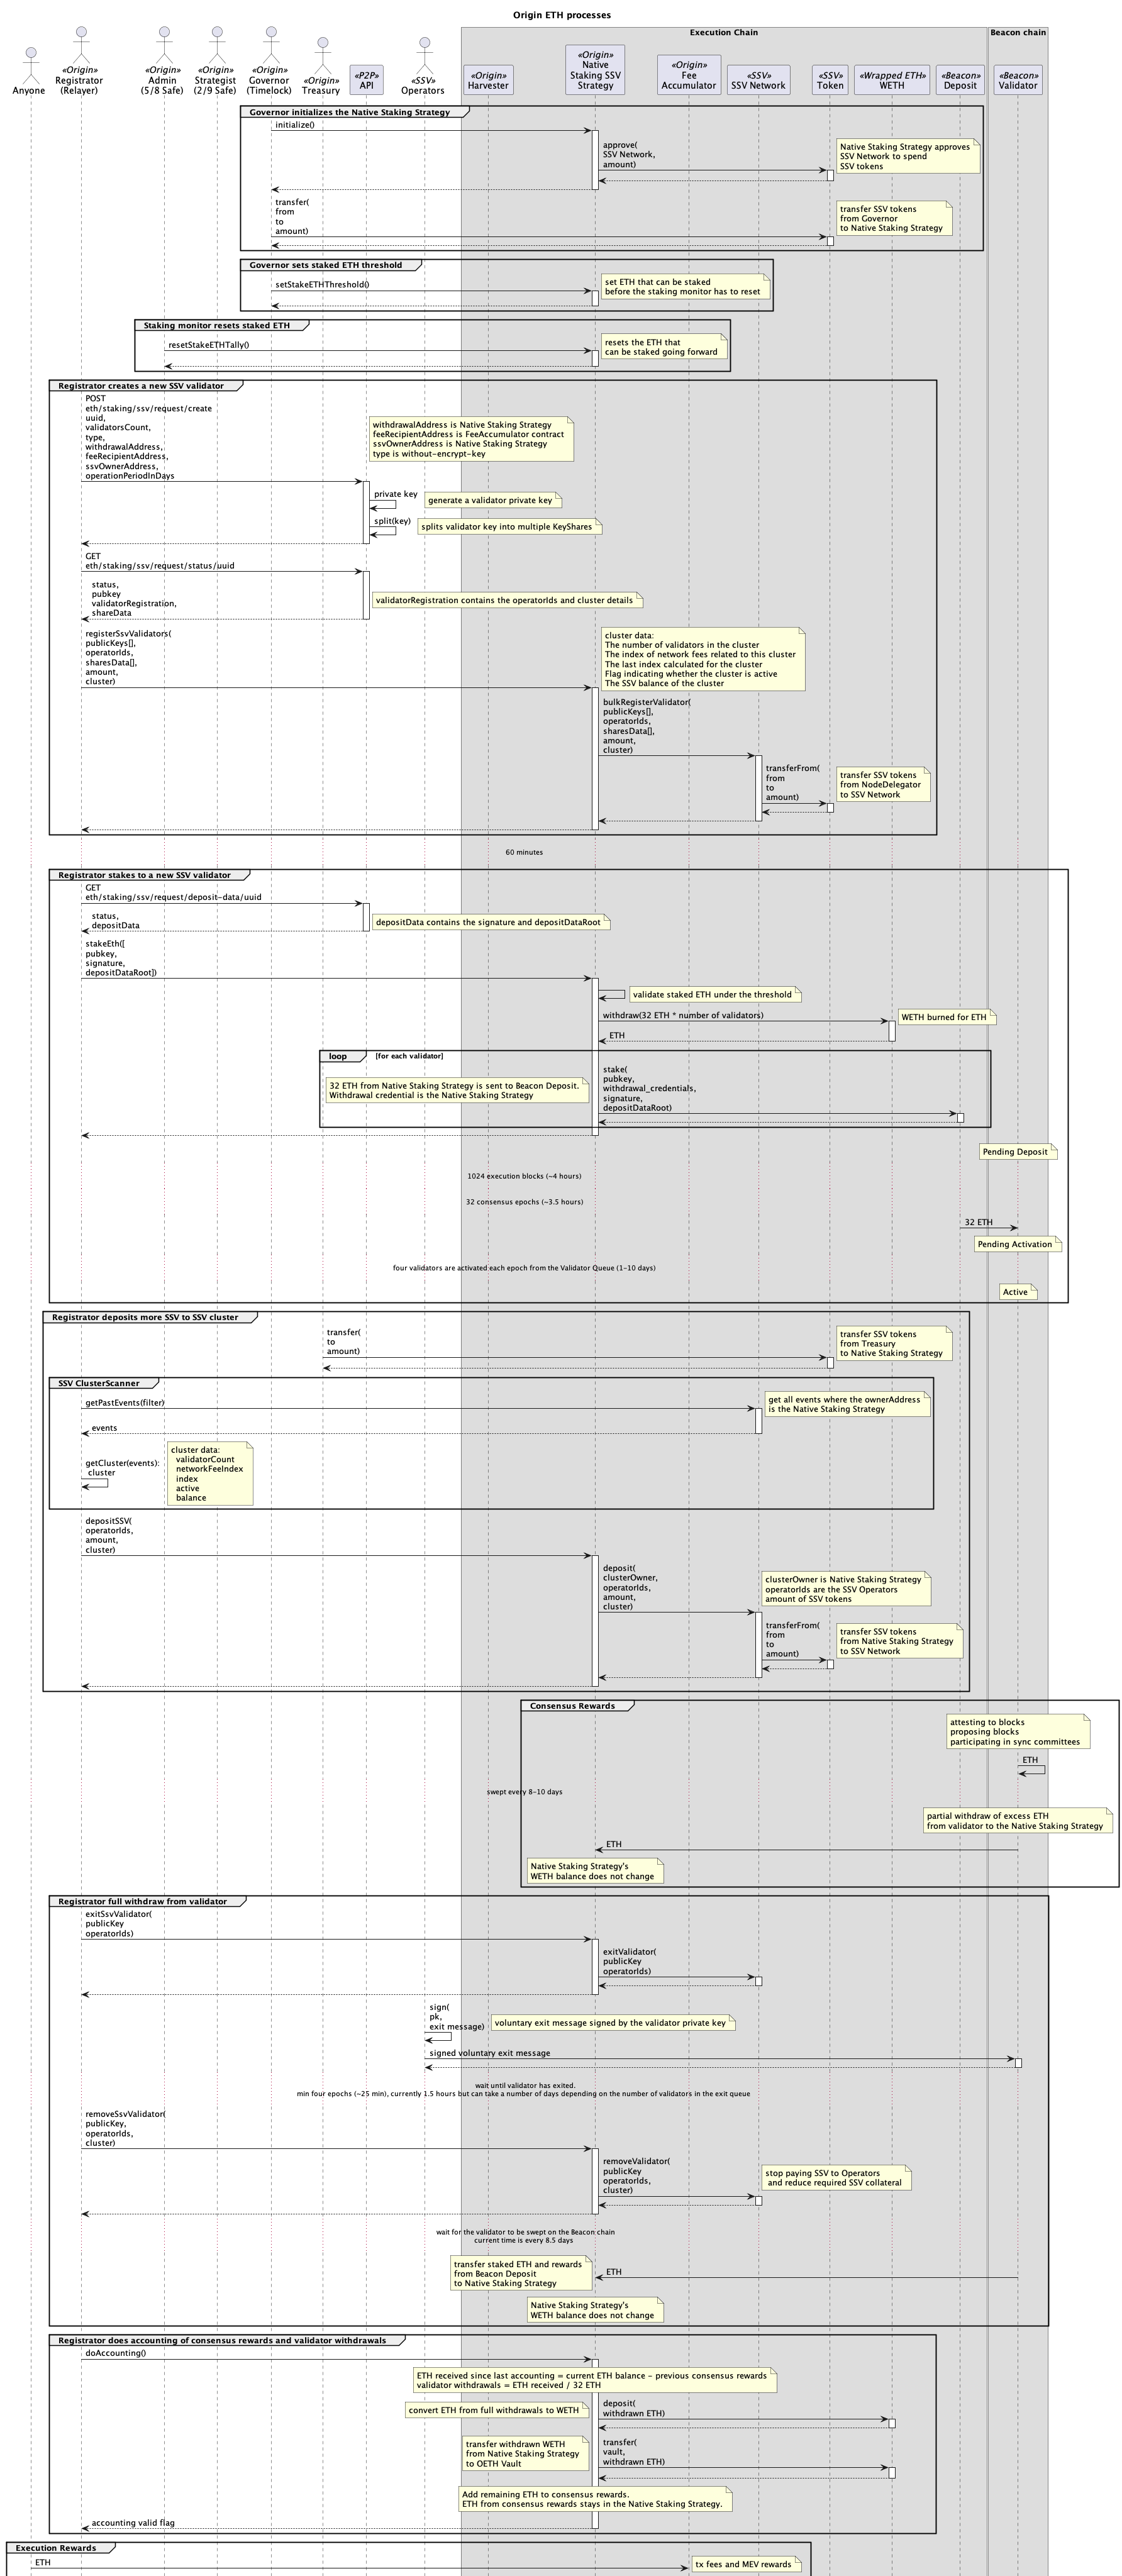 Origin ETH processes
Execution Chain
Beacon chain
Anyone
«Origin»
Registrator
(Relayer)
«Origin»
Admin
(5/8 Safe)
«Origin»
Strategist
(2/9 Safe)
«Origin»
Governor
(Timelock)
«Origin»
Treasury
«P2P»
API
«SSV»
Operators
«Origin»
Harvester
«Origin»
Native
Staking SSV
Strategy
«Origin»
Fee
Accumulator
«SSV»
SSV Network
«SSV»
Token
«Wrapped ETH»
WETH
«Beacon»
Deposit
«Beacon»
Validator
Governor initializes the Native Staking Strategy
initialize()
approve(
SSV Network,
amount)
Native Staking Strategy approves
SSV Network to spend
SSV tokens
transfer(
from
to
amount)
transfer SSV tokens
from Governor
to Native Staking Strategy
Governor sets staked ETH threshold
setStakeETHThreshold()
set ETH that can be staked
before the staking monitor has to reset
Staking monitor resets staked ETH
resetStakeETHTally()
resets the ETH that
can be staked going forward
Registrator creates a new SSV validator
POST
eth/staking/ssv/request/create
uuid,
validatorsCount,
type,
withdrawalAddress,
feeRecipientAddress,
ssvOwnerAddress,
operationPeriodInDays
withdrawalAddress is Native Staking Strategy
feeRecipientAddress is FeeAccumulator contract
ssvOwnerAddress is Native Staking Strategy
type is without-encrypt-key
private key
generate a validator private key
split(key)
splits validator key into multiple KeyShares
GET
eth/staking/ssv/request/status/uuid
status,
pubkey
validatorRegistration,
shareData
validatorRegistration contains the operatorIds and cluster details
registerSsvValidators(
publicKeys[],
operatorIds,
sharesData[],
amount,
cluster)
cluster data:
The number of validators in the cluster
The index of network fees related to this cluster
The last index calculated for the cluster
Flag indicating whether the cluster is active
The SSV balance of the cluster
bulkRegisterValidator(
publicKeys[],
operatorIds,
sharesData[],
amount,
cluster)
transferFrom(
from
to
amount)
transfer SSV tokens
from NodeDelegator
to SSV Network
60 minutes
Registrator stakes to a new SSV validator
GET
eth/staking/ssv/request/deposit-data/uuid
status,
depositData
depositData contains the signature and depositDataRoot
stakeEth([
pubkey,
signature,
depositDataRoot])
validate staked ETH under the threshold
withdraw(32 ETH * number of validators)
WETH burned for ETH
ETH
loop
[for each validator]
32 ETH from Native Staking Strategy is sent to Beacon Deposit.
Withdrawal credential is the Native Staking Strategy
stake(
pubkey,
withdrawal_credentials,
signature,
depositDataRoot)
Pending Deposit
1024 execution blocks (~4 hours)
32 consensus epochs (~3.5 hours)
32 ETH
Pending Activation
four validators are activated each epoch from the Validator Queue (1-10 days)
Active
Registrator deposits more SSV to SSV cluster
transfer(
to
amount)
transfer SSV tokens
from Treasury
to Native Staking Strategy
SSV ClusterScanner
getPastEvents(filter)
get all events where the ownerAddress
is the Native Staking Strategy
events
getCluster(events):
cluster
cluster data:
validatorCount
networkFeeIndex
index
active
balance
depositSSV(
operatorIds,
amount,
cluster)
deposit(
clusterOwner,
operatorIds,
amount,
cluster)
clusterOwner is Native Staking Strategy
operatorIds are the SSV Operators
amount of SSV tokens
transferFrom(
from
to
amount)
transfer SSV tokens
from Native Staking Strategy
to SSV Network
Consensus Rewards
attesting to blocks
proposing blocks
participating in sync committees
ETH
swept every 8-10 days
partial withdraw of excess ETH
from validator to the Native Staking Strategy
ETH
Native Staking Strategy's
WETH balance does not change
Registrator full withdraw from validator
exitSsvValidator(
publicKey
operatorIds)
exitValidator(
publicKey
operatorIds)
sign(
pk,
exit message)
voluntary exit message signed by the validator private key
signed voluntary exit message
wait until validator has exited.
min four epochs (~25 min), currently 1.5 hours but can take a number of days depending on the number of validators in the exit queue
removeSsvValidator(
publicKey,
operatorIds,
cluster)
removeValidator(
publicKey
operatorIds,
cluster)
stop paying SSV to Operators
and reduce required SSV collateral
wait for the validator to be swept on the Beacon chain
current time is every 8.5 days
transfer staked ETH and rewards
from Beacon Deposit
to Native Staking Strategy
ETH
Native Staking Strategy's
WETH balance does not change
Registrator does accounting of consensus rewards and validator withdrawals
doAccounting()
ETH received since last accounting = current ETH balance - previous consensus rewards
validator withdrawals = ETH received / 32 ETH
convert ETH from full withdrawals to WETH
deposit(
withdrawn ETH)
transfer withdrawn WETH
from Native Staking Strategy
to OETH Vault
transfer(
vault,
withdrawn ETH)
Add remaining ETH to consensus rewards.
ETH from consensus rewards stays in the Native Staking Strategy.
accounting valid flag
Execution Rewards
ETH
tx fees and MEV rewards